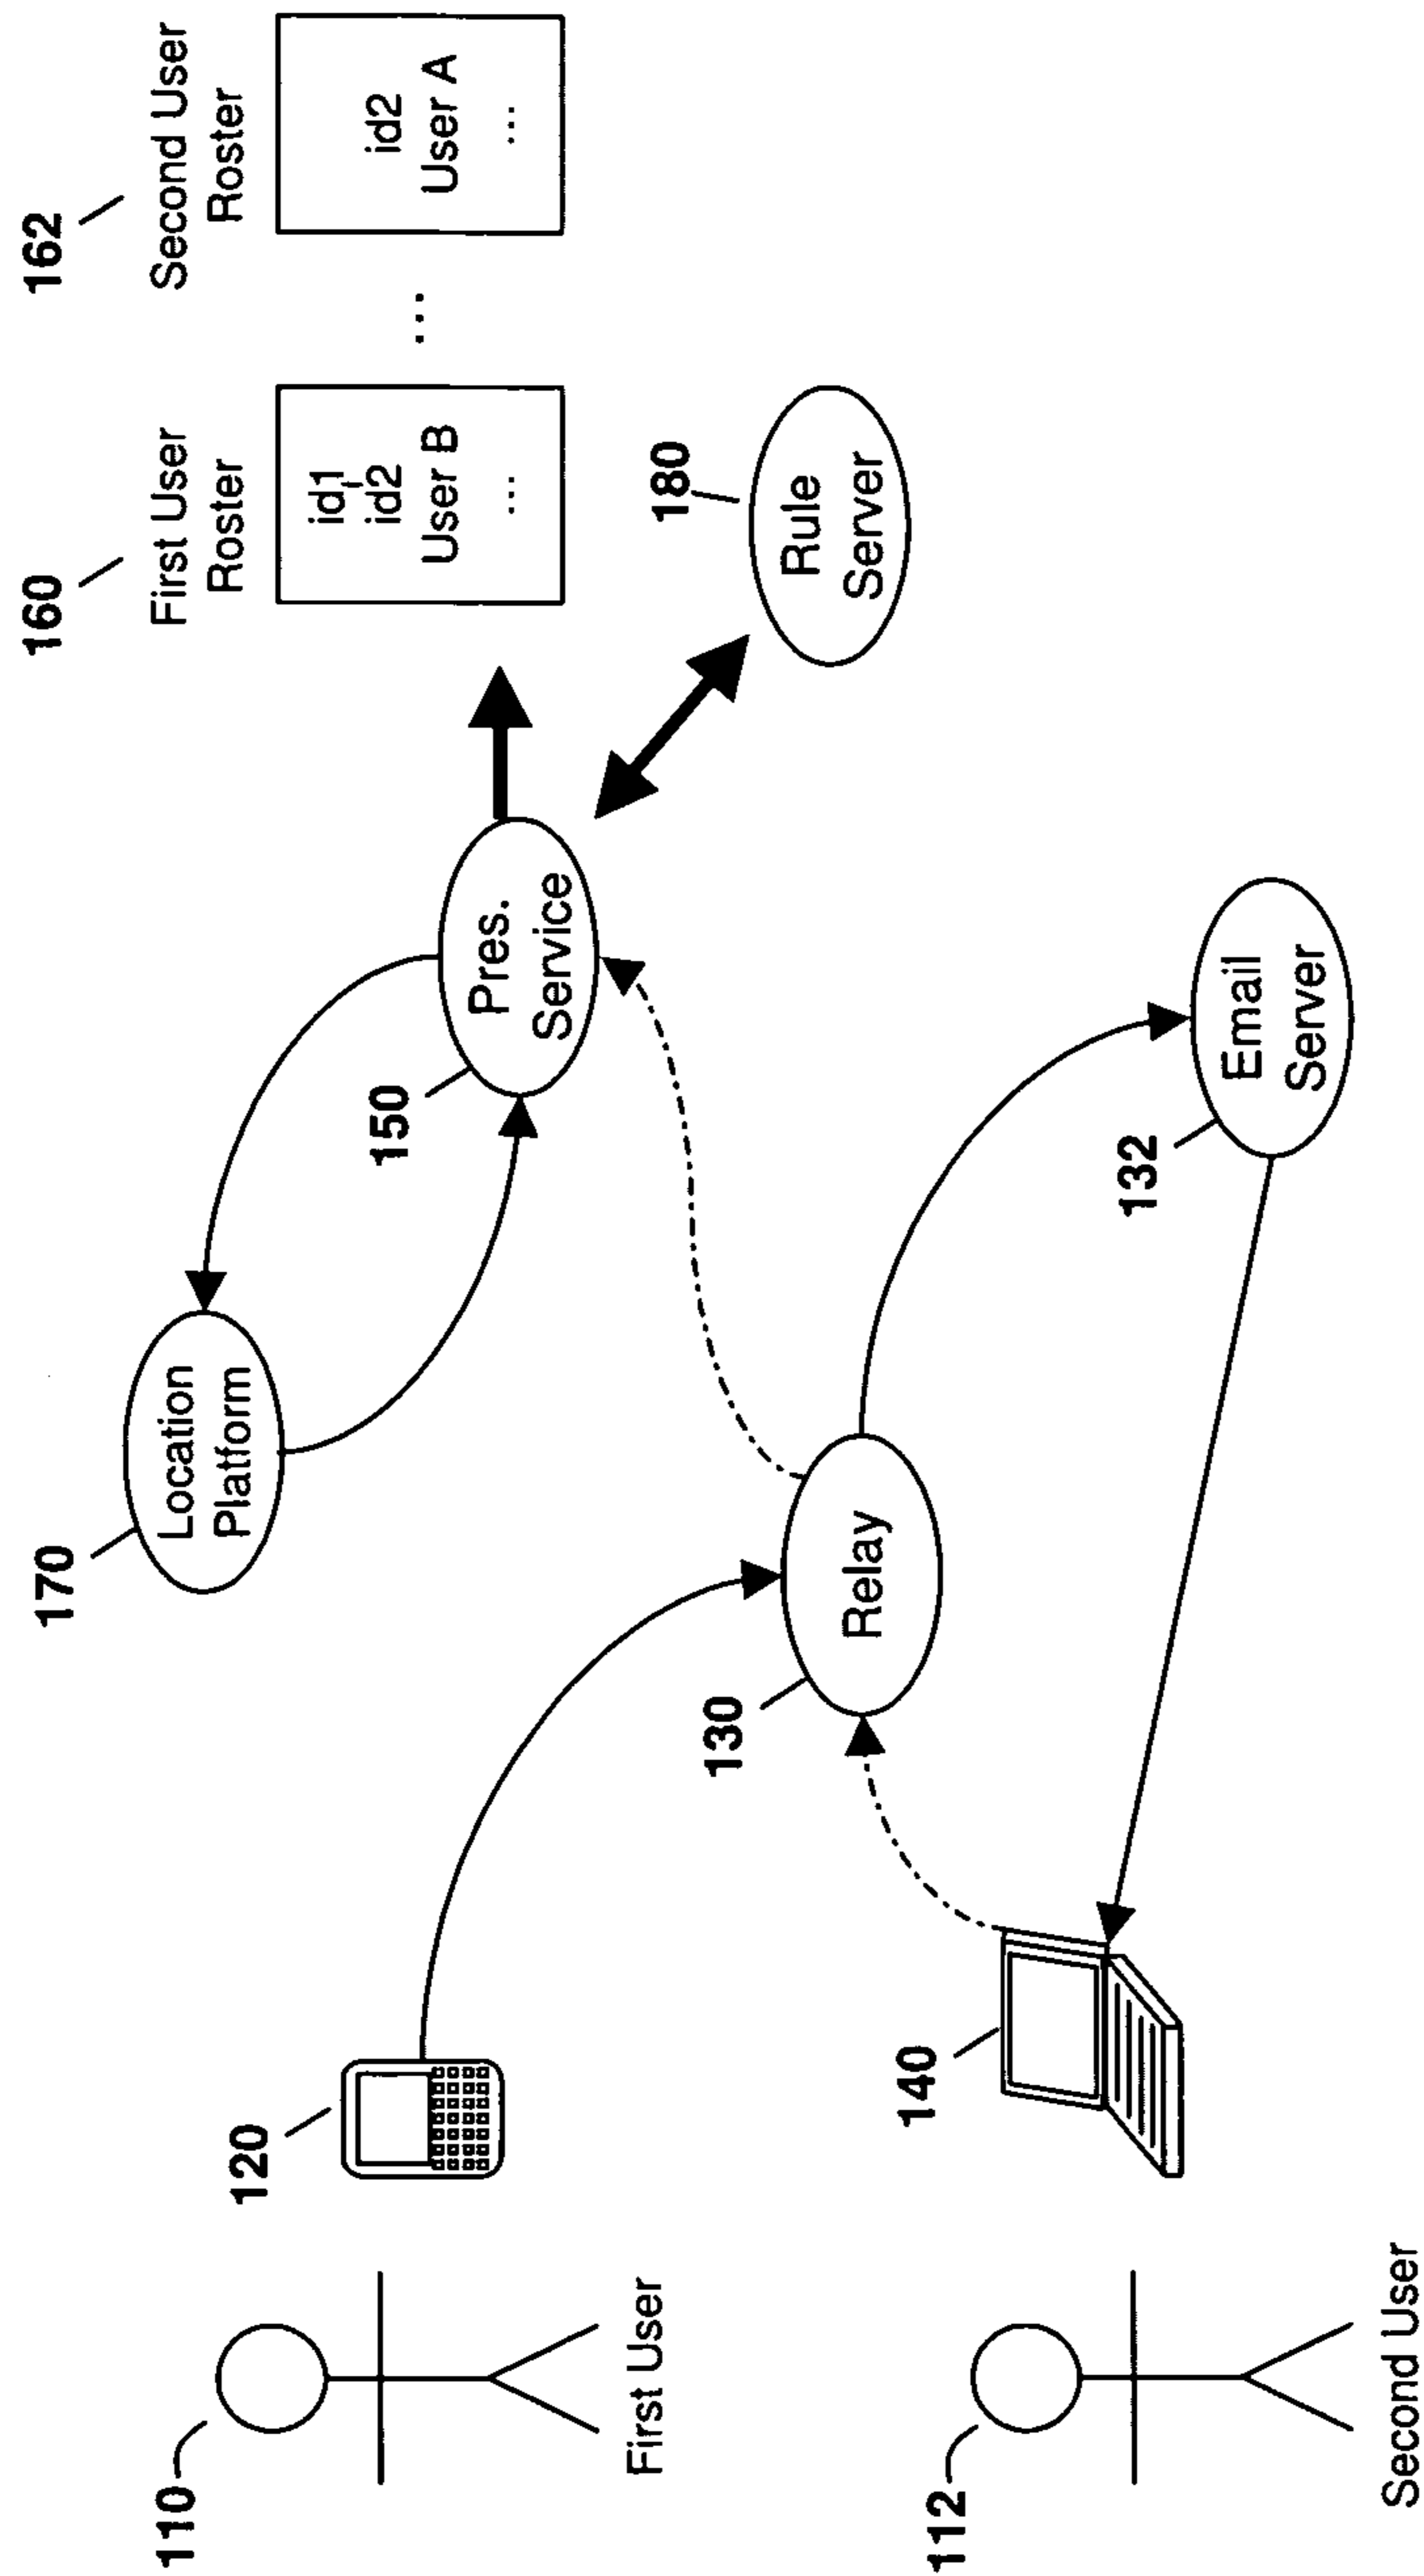 110
First User
120
170
Location
Platform
150
Pres.
Service
160
First User
Roster
id1
id2
User B
...
...
162
Second User
Roster
id2
User A
...
180
Rule
Server
130
Relay
112
Second User
140
132
Email
Server